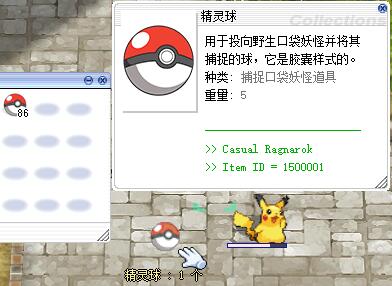 精灵球
Collections
用于投向野生口袋妖怪并将其
捕捉的球，它是胶囊样式的。
种类: 捕捉口袋妖怪道具
重量: 5
>> Casual Ragnarok
>> Item ID = 1500001
86
精灵球 : 1 个